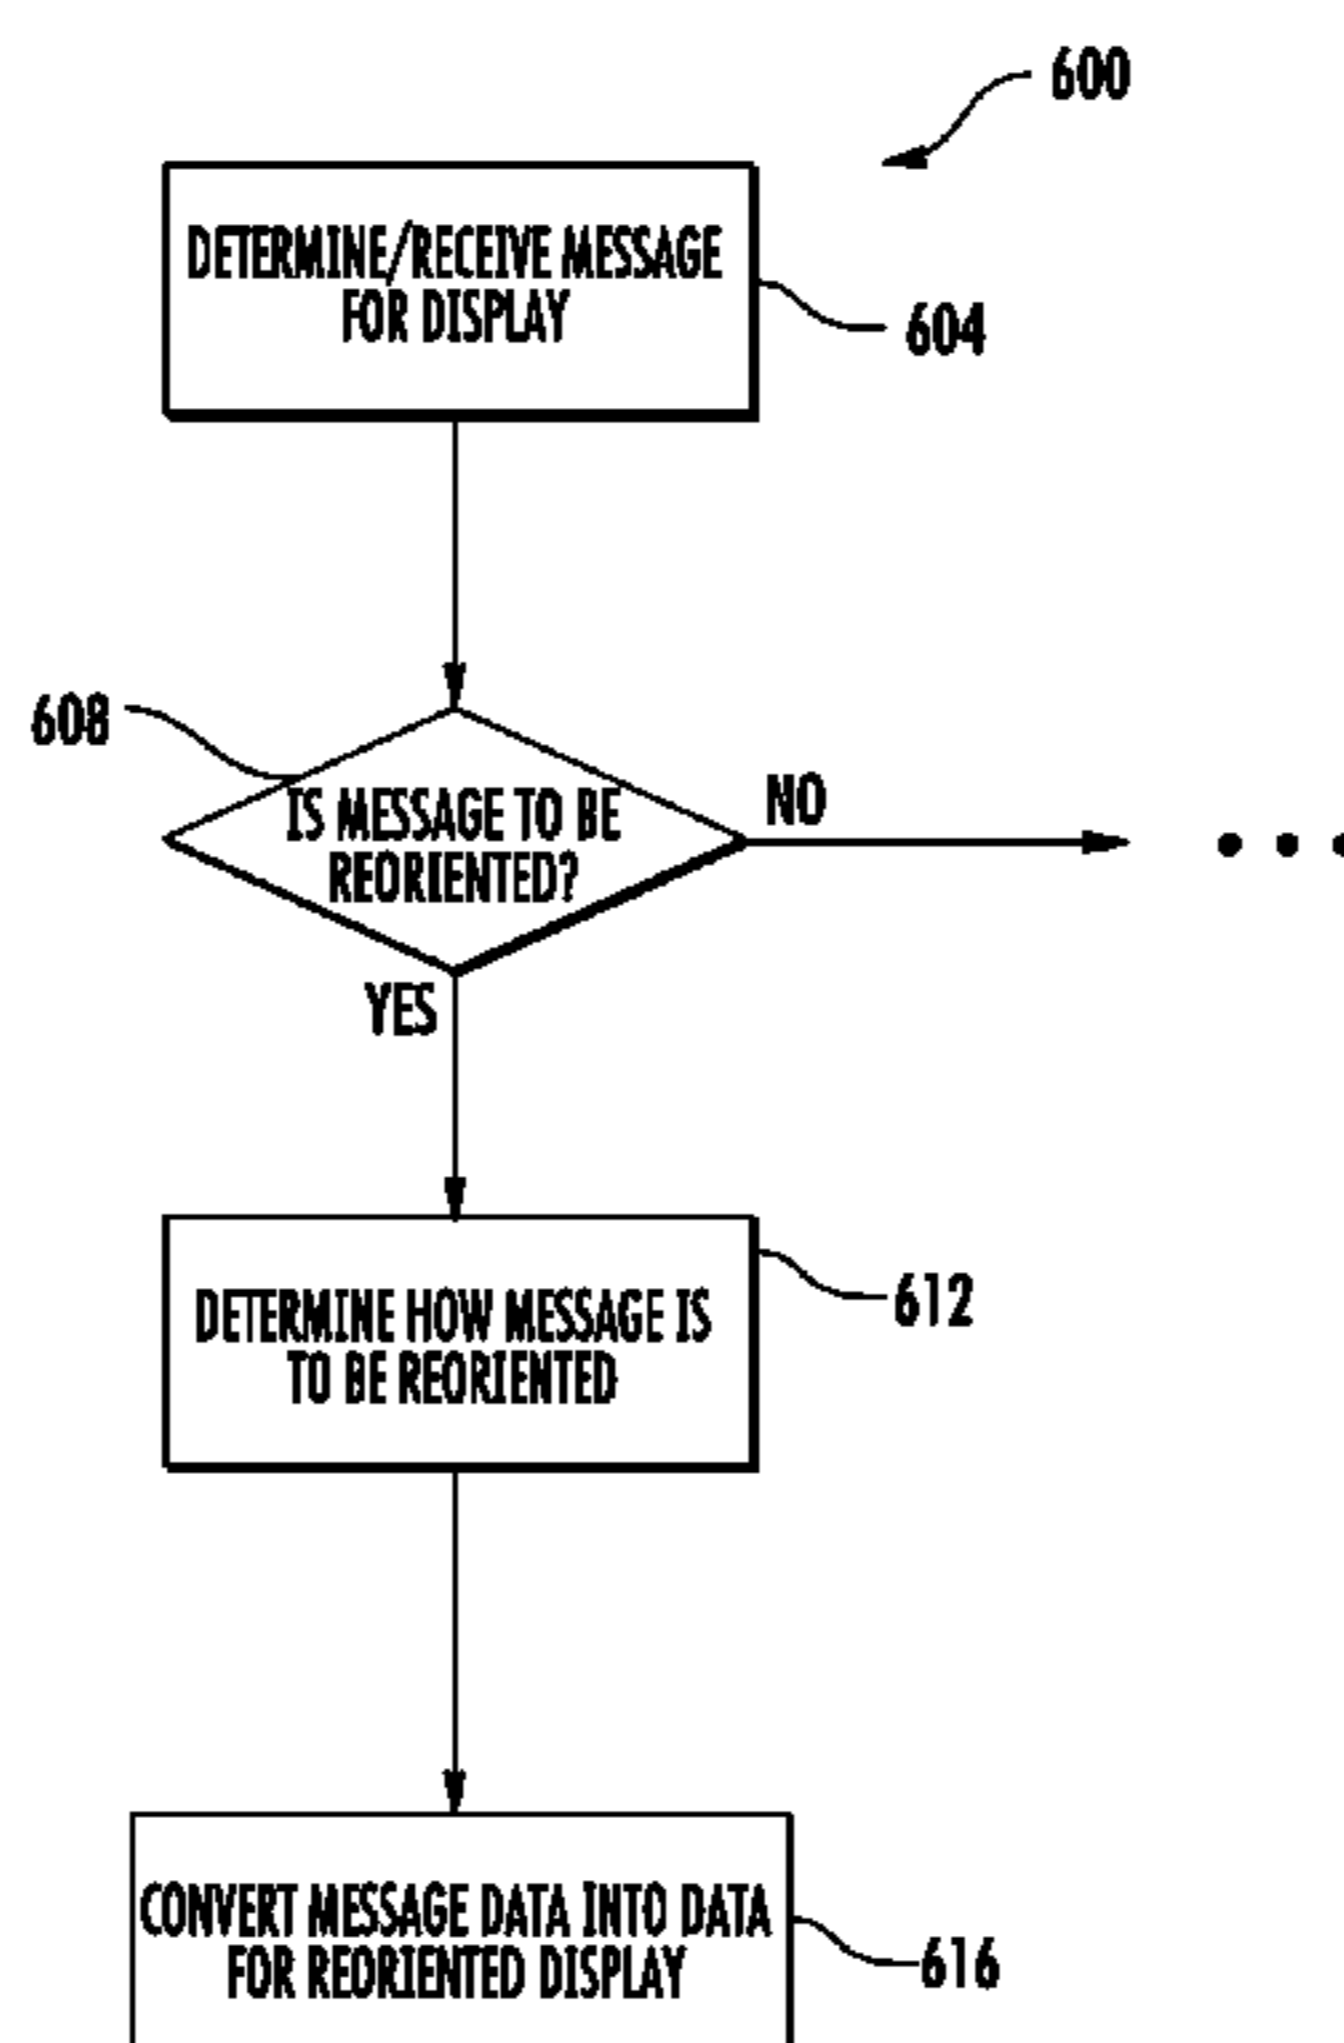 600
DETERMINE/RECEIVE MESSAGE
FOR DISPLAY
604
608
IS MESSAGE TO BE
REORIENTED?
NO
YES
DETERMINE HOW MESSAGE IS
TO BE REORIENTED
612
CONVERT MESSAGE DATA INTO DATA
FOR REORIENTED DISPLAY
616